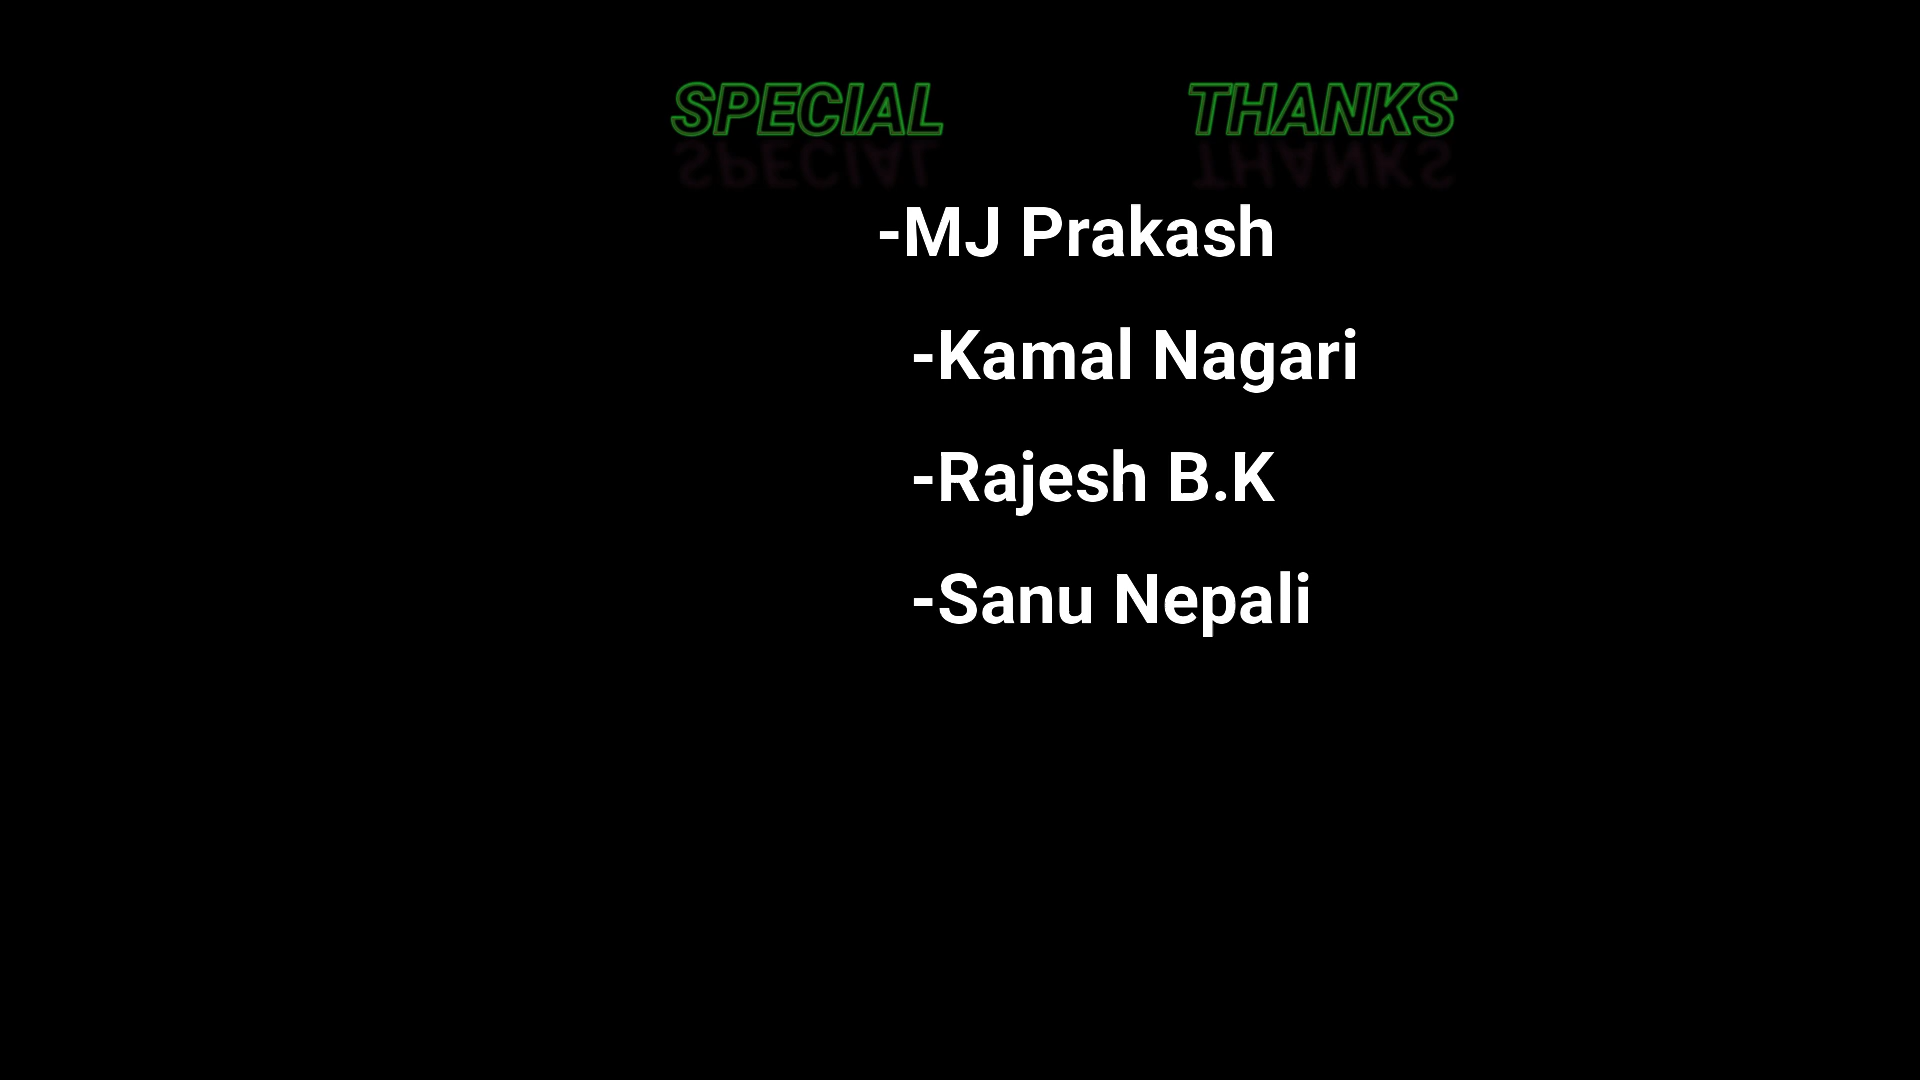 SPECIAL THANKS
-MJ Prakash
-Kamal Nagari
-Rajesh B.K
-Sanu Nepali